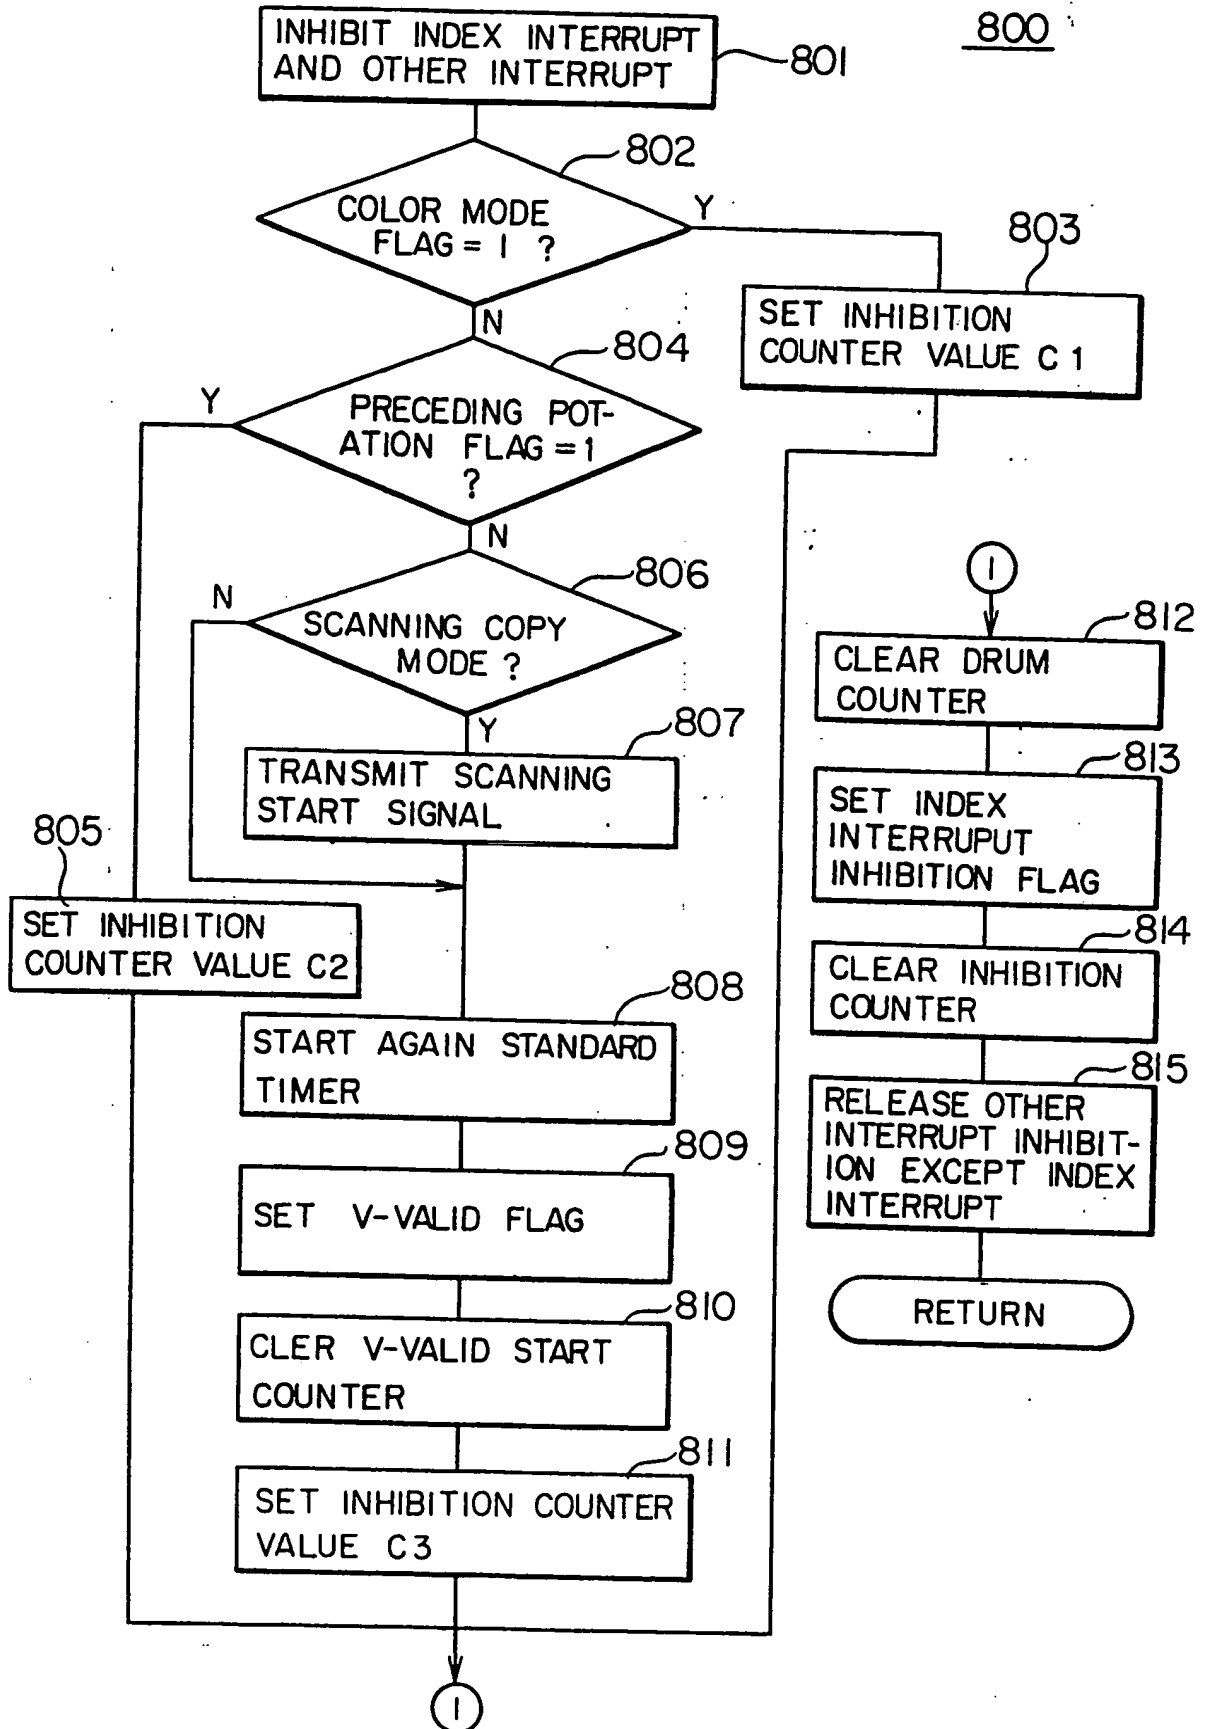 800
INHIBIT INDEX INTERRUPT
AND OTHER INTERRUPT
801
802
COLOR MODE
FLAG = 1 ?
Y
N
803
SET INHIBITION
COUNTER VALUE C 1
804
PRECEDING POT-
ATION FLAG = 1
?
Y
N
805
SET INHIBITION
COUNTER VALUE C2
806
SCANNING COPY
MODE ?
N
Y
807
TRANSMIT SCANNING
START SIGNAL
808
START AGAIN STANDARD
TIMER
809
SET V-VALID FLAG
810
CLER V-VALID START
COUNTER
811
SET INHIBITION COUNTER
VALUE C3
1
1
812
CLEAR DRUM
COUNTER
813
SET INDEX
INTERRUPUT
INHIBITION FLAG
814
CLEAR INHIBITION
COUNTER
815
RELEASE OTHER
INTERRUPT INHIBIT-
ION EXCEPT INDEX
INTERRUPT
RETURN